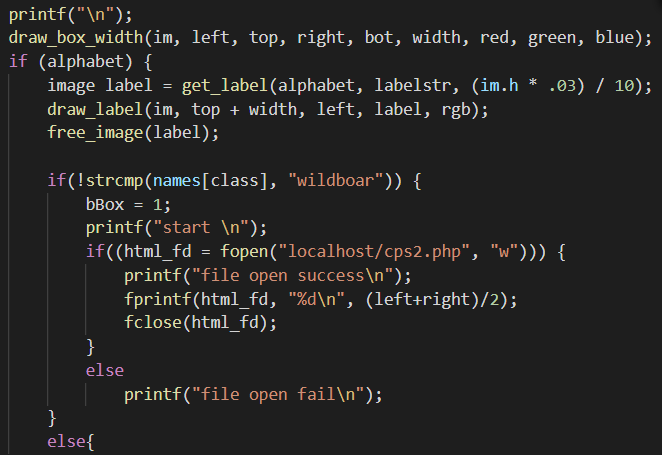 printf("\n");
draw_box_width(im, left, top, right, bot, width, red, green, blue);
if (alphabet) {
    image label = get_label(alphabet, labelstr, (im.h * .03) / 10);
    draw_label(im, top + width, left, label, rgb);
    free_image(label);

    if(!strcmp(names[class], "wildboar")) {
        bBox = 1;
        printf("start \n");
        if((html_fd = fopen("localhost/cps2.php", "w"))) {
            printf("file open success\n");
            fprintf(html_fd, "%d\n", (left+right)/2);
            fclose(html_fd);
        }
        else
            printf("file open fail\n");
    }
    else{